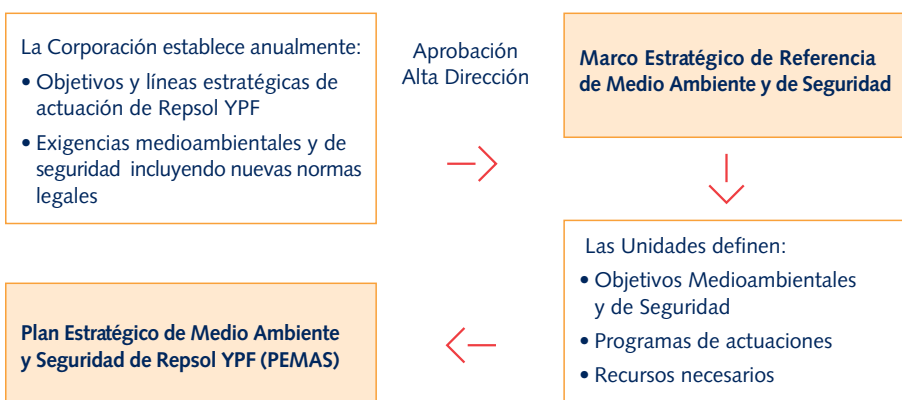 La Corporación establece anualmente:
• Objetivos y líneas estratégicas de
actuación de Repsol YPF
• Exigencias medioambientales y de
seguridad incluyendo nuevas normas
legales
Aprobación
Alta Dirección
Marco Estratégico de Referencia
de Medio Ambiente y de Seguridad
Las Unidades definen:
• Objetivos Medioambientales
y de Seguridad
• Programas de actuaciones
• Recursos necesarios
Plan Estratégico de Medio Ambiente
y Seguridad de Repsol YPF (PEMAS)